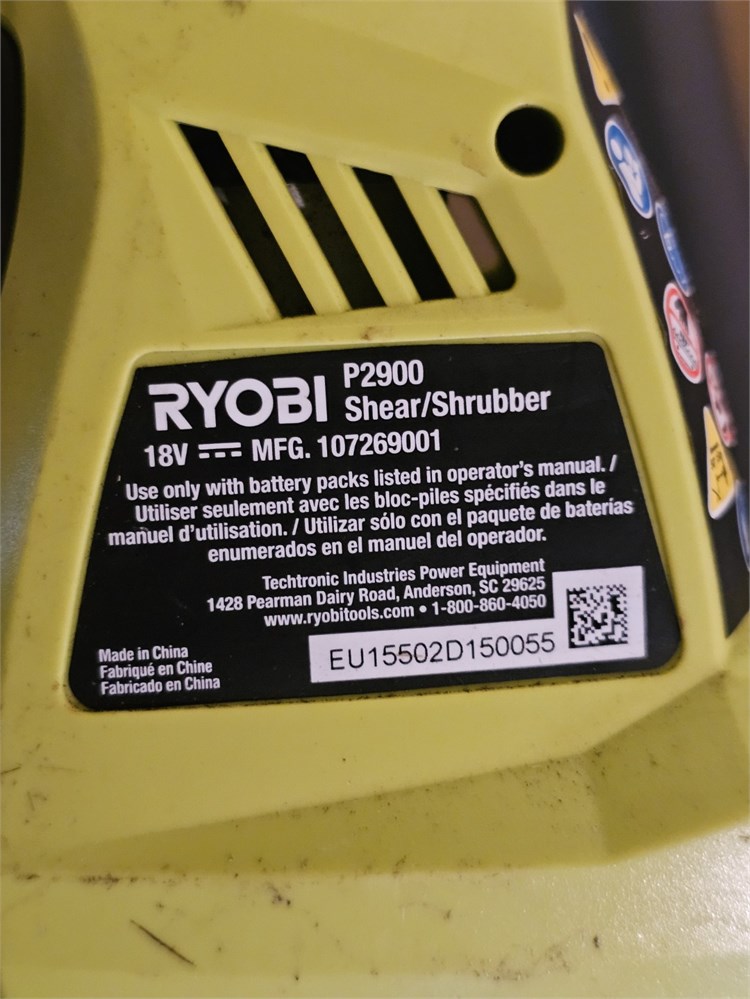 RYOBI P2900
Shear/Shrubber
18V MFG. 107269001
Use only with battery packs listed in operator's manual. /
Utiliser seulement avec les bloc-piles spécifiés dans le
manuel d'utilisation. / Utilizar sólo con el paquete de baterías
enumerados en el manuel del operador.
Techtronic Industries Power Equipment
1428 Pearman Dairy Road, Anderson, SC 29625
www.ryobitools.com • 1-800-860-4050
EU15502D150055
Made in China
Fabriqué en Chine
Fabricado en China